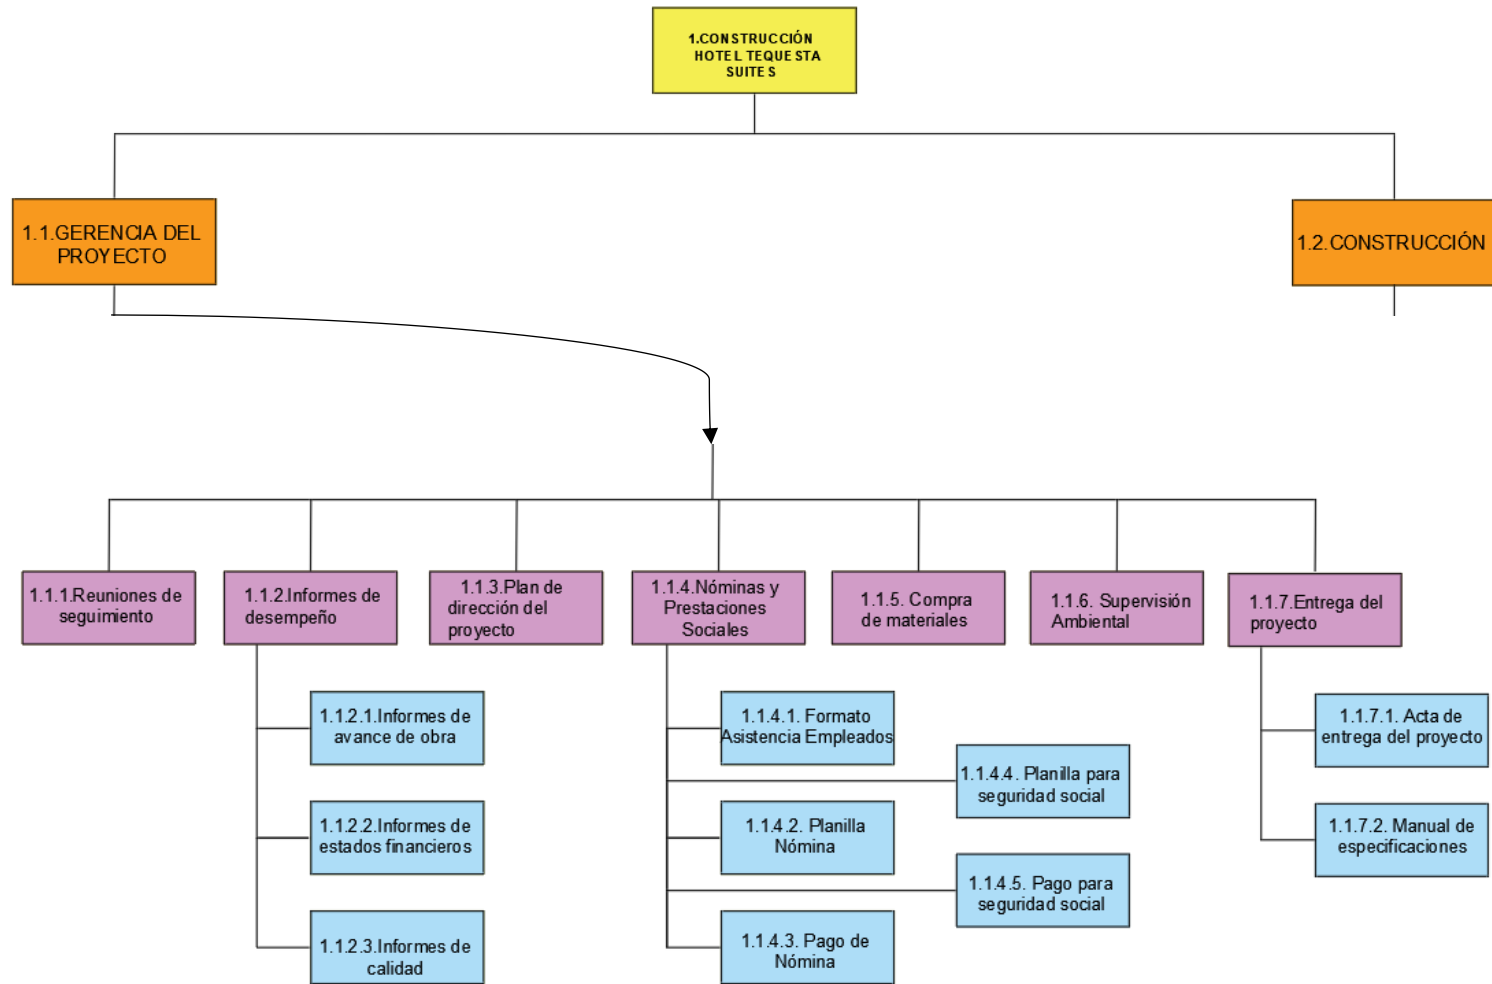 1.CONSTRUCCIÓN
HOTEL TEQUESTA
SUITES
1.1.GERENCIA DEL
PROYECTO
1.2.CONSTRUCCIÓN
1.1.1.Reuniones de
seguimiento
1.1.2.Informes de
desempeño
1.1.3.Plan de
dirección del
proyecto
1.1.4.Nóminas y
Prestaciones
Sociales
1.1.5. Compra
de materiales
1.1.6. Supervisión
Ambiental
1.1.7.Entrega del
proyecto
1.1.2.1.Informes de
avance de obra
1.1.2.2.Informes de
estados financieros
1.1.2.3.Informes de
calidad
1.1.4.1. Formato
Asistencia Empleados
1.1.4.4. Planilla para
seguridad social
1.1.4.2. Planilla
Nómina
1.1.4.5. Pago para
seguridad social
1.1.4.3. Pago de
Nómina
1.1.7.1. Acta de
entrega del proyecto
1.1.7.2. Manual de
especificaciones